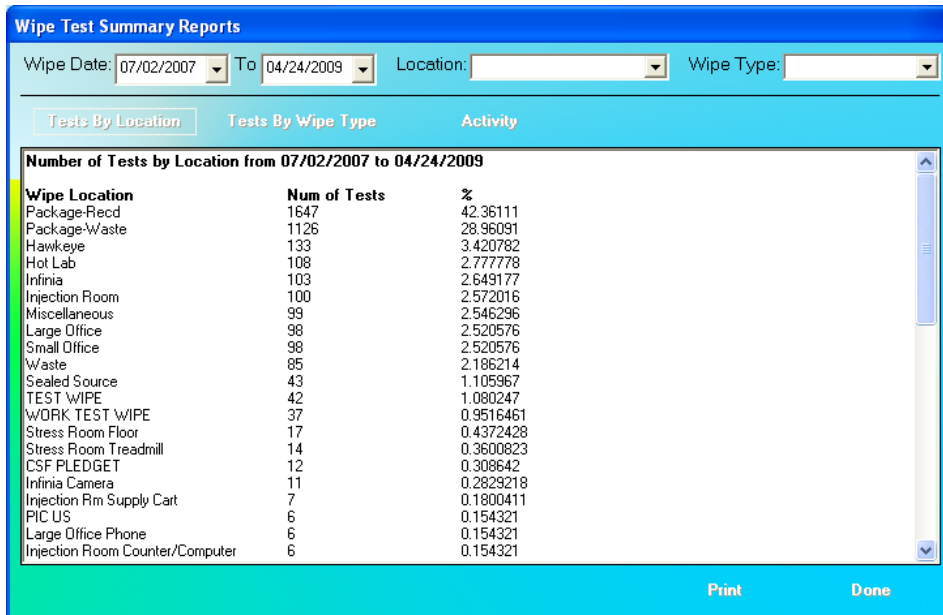 Wipe Test Summary Reports
Wipe Date: 07/02/2007 To 04/24/2009 Location: Wipe Type:
Tests By Location Tests By Wipe Type Activity
Number of Tests by Location from 07/02/2007 to 04/24/2009
Wipe Location Num of Tests %
Package-Recd 1647 42.36111
Package-Waste 1126 28.96091
Hawkeye 133 3.420782
Hot Lab 108 2.777778
Infinia 103 2.649177
Injection Room 100 2.572016
Miscellaneous 99 2.546296
Large Office 98 2.520576
Small Office 98 2.520576
Waste 85 2.186214
Sealed Source 43 1.105967
TEST WIPE 42 1.080247
WORK TEST WIPE 37 0.9516461
Stress Room Floor 17 0.4372428
Stress Room Treadmill 14 0.3600823
CSF PLEDGET 12 0.308642
Infinia Camera 11 0.2829218
Injection Rm Supply Cart 7 0.1800411
PIC US 6 0.154321
Large Office Phone 6 0.154321
Injection Room Counter/Computer 6 0.154321
Print Done